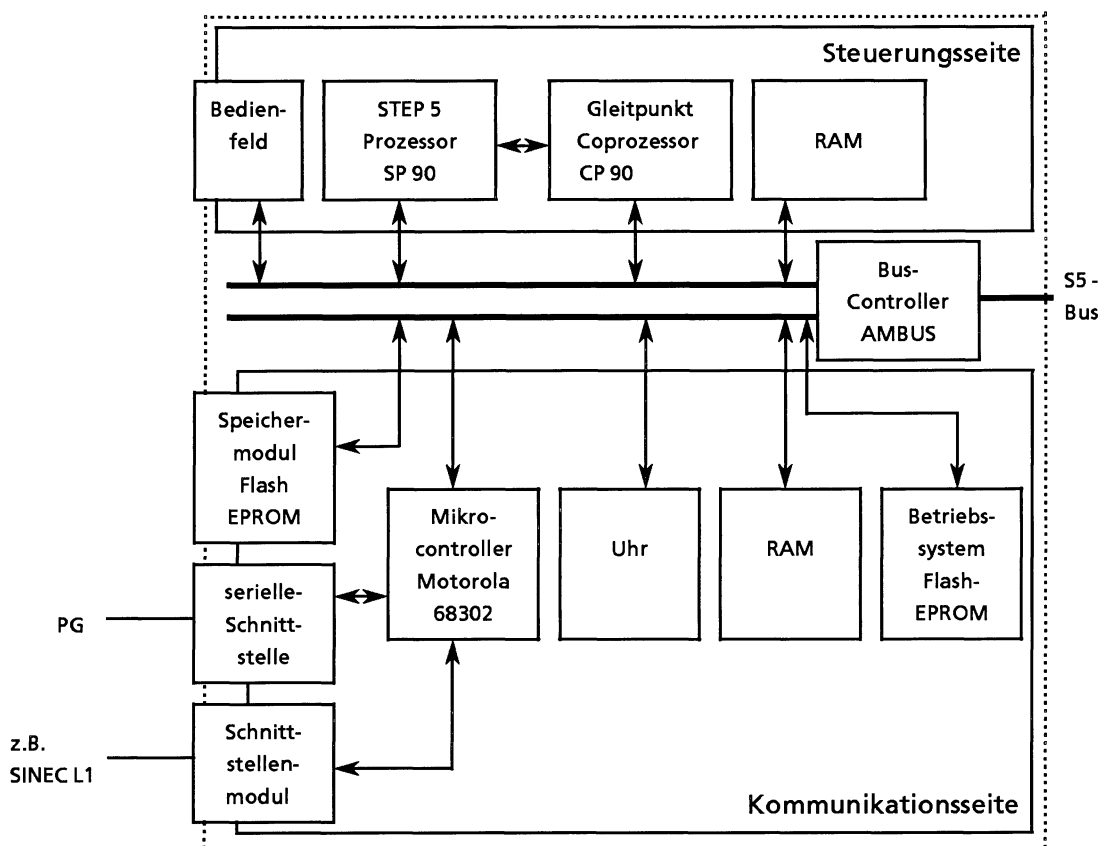 Steuerungsseite
Bedien-
feld
STEP 5
Prozessor
SP 90
Gleitpunkt
Coprozessor
CP 90
RAM
Bus-
Controller
AMBUS
S5 -
Bus
Speicher-
modul
Flash
EPROM
Mikro-
controller
Motorola
68302
Uhr
RAM
Betriebs-
system
Flash-
EPROM
serielle-
Schnitt-
stelle
PG
Schnitt-
stellen-
modul
z.B.
SINEC L1
Kommunikationsseite